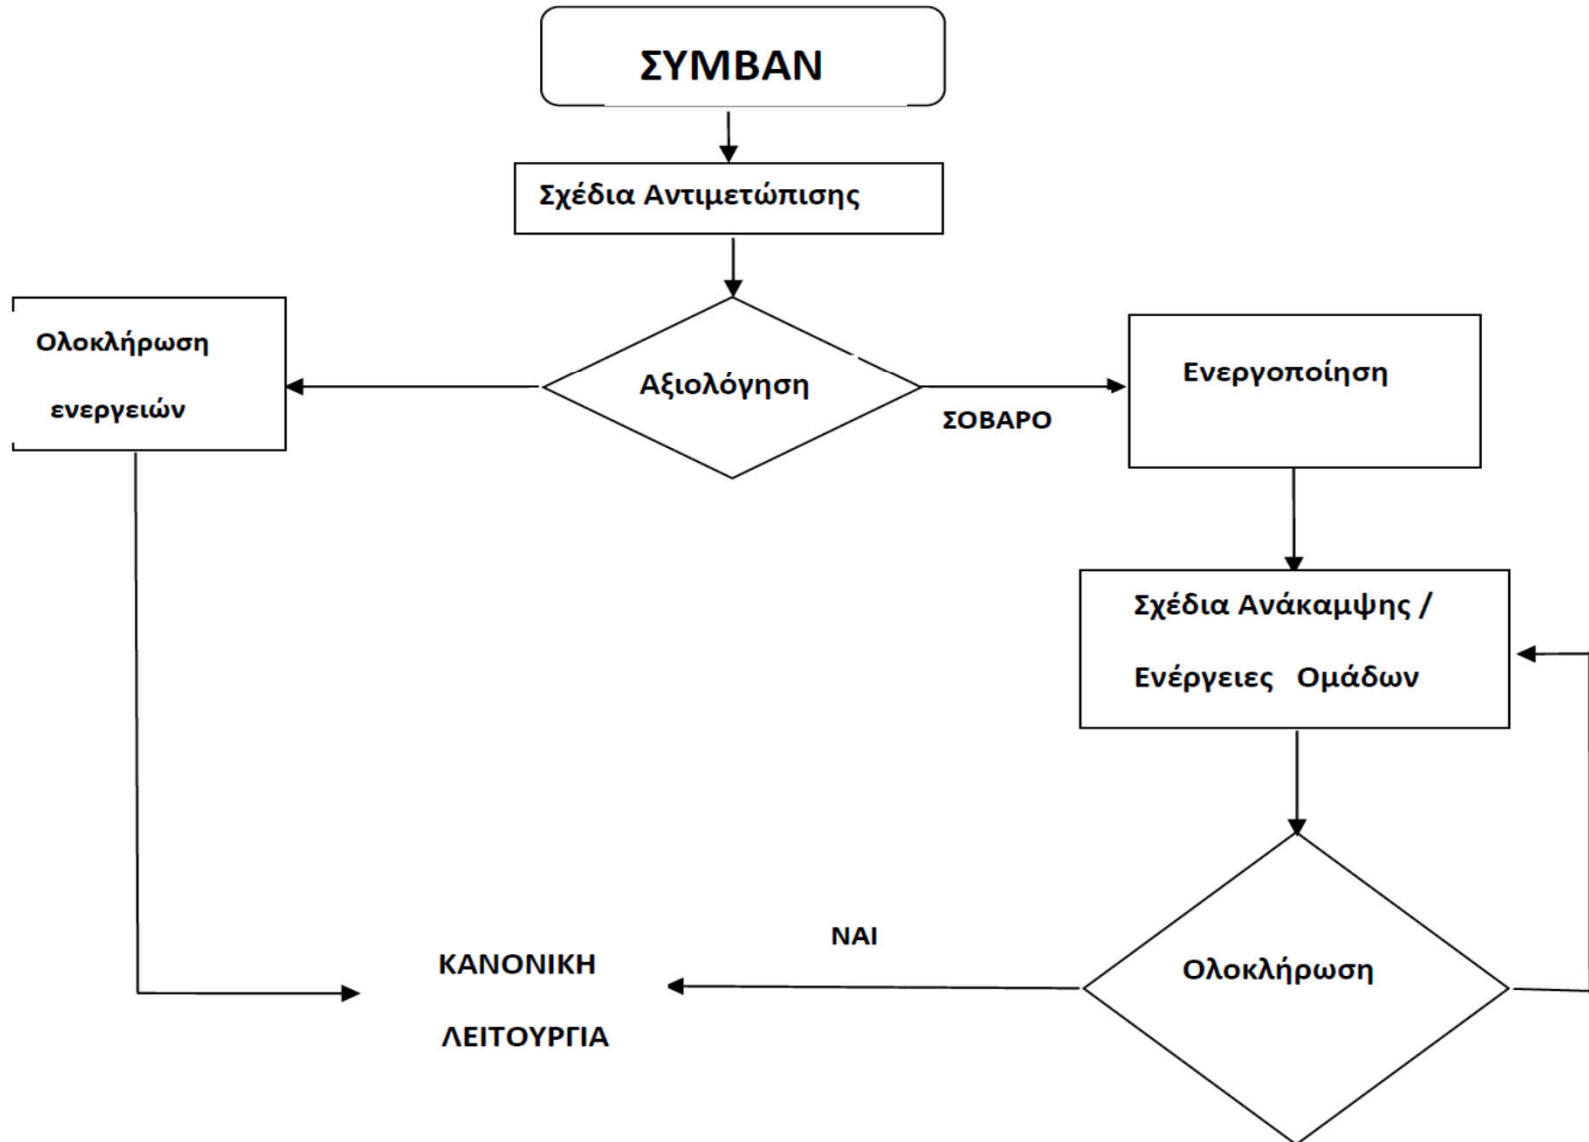 ΣΥΜΒΑΝ
Σχέδια Αντιμετώπισης
Ολοκλήρωση
ενεργειών
Αξιολόγηση
ΣΟΒΑΡΟ
Ενεργοποίηση
Σχέδια Ανάκαμψης /
Ενέργειες Ομάδων
ΝΑΙ
ΚΑΝΟΝΙΚΗ
ΛΕΙΤΟΥΡΓΙΑ
Ολοκλήρωση